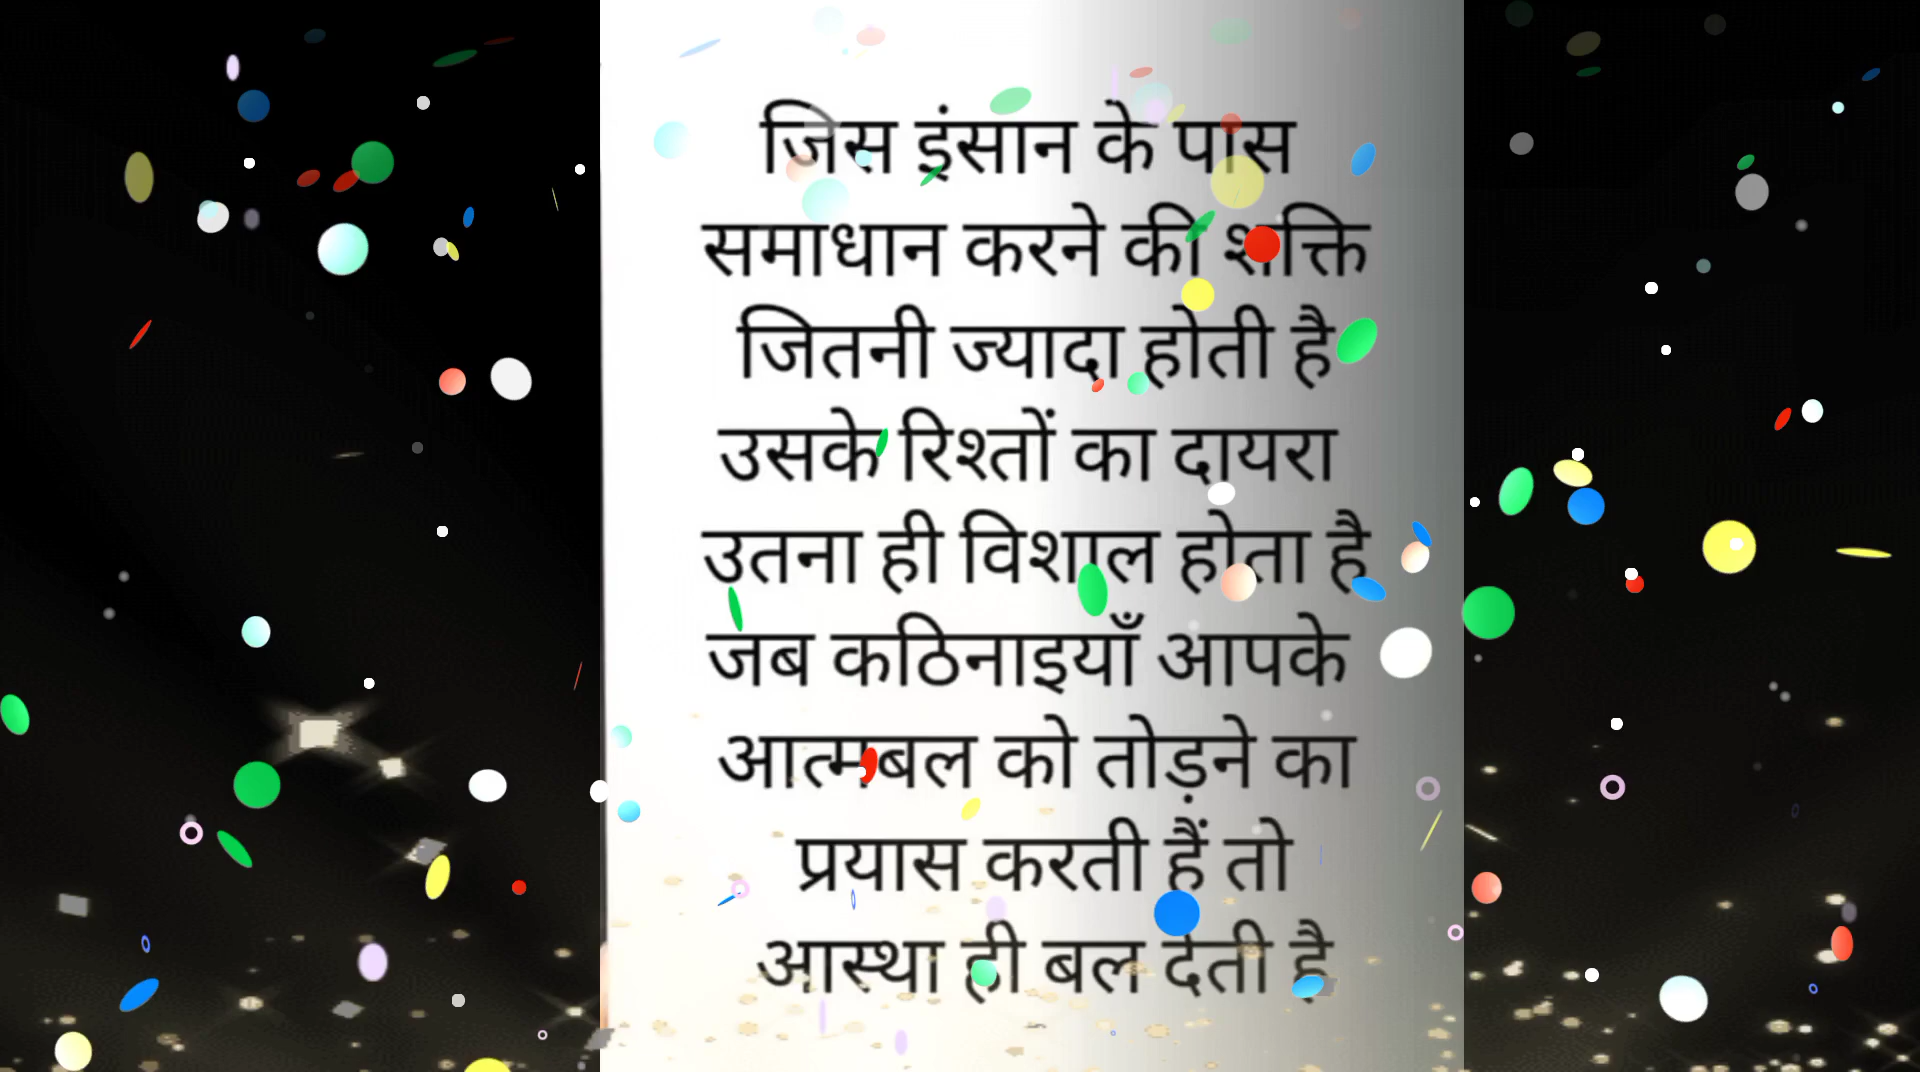 जिस इंसान के पास
समाधान करने की शक्ति
जितनी ज्यादा होती है
उसके रिश्तों का दायरा
उतना ही विशाल होता है
जब कठिनाइयाँ आपके
आत्मबल को तोड़ने का
प्रयास करती हैं तो
आस्था ही बल देती है